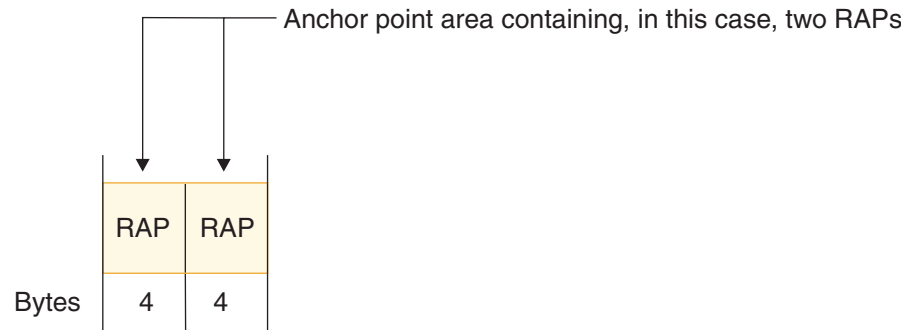 Anchor point area containing, in this case, two RAPs
RAP RAP
Bytes 4 4